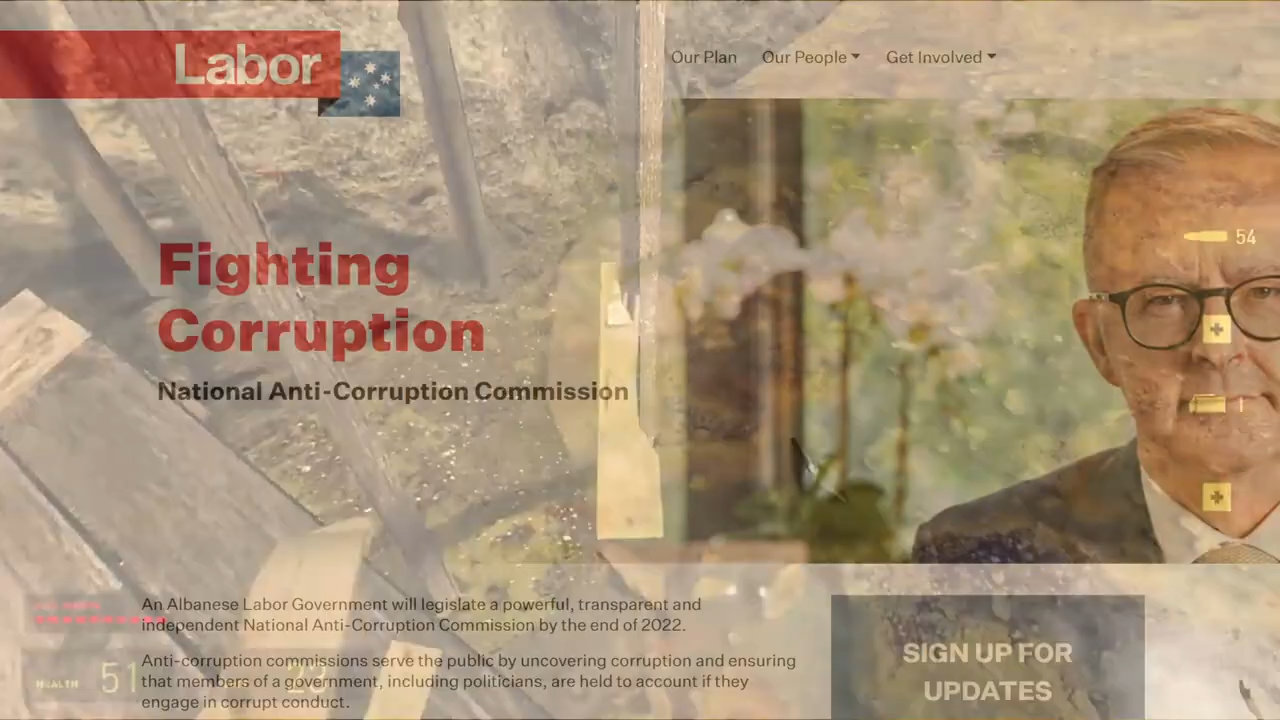 Labor
Our Plan Our People Get Involved
54
Fighting
Corruption
National Anti-Corruption Commission
An Albanese Labor Government will legislate a powerful, transparent and
independent National Anti-Corruption Commission by the end of 2022.
Anti-corruption commissions serve the public by uncovering corruption and ensuring
that members of a government, including politicians, are held to account if they
engage in corrupt conduct.
HEALTH 51
SIGN UP FOR
UPDATES